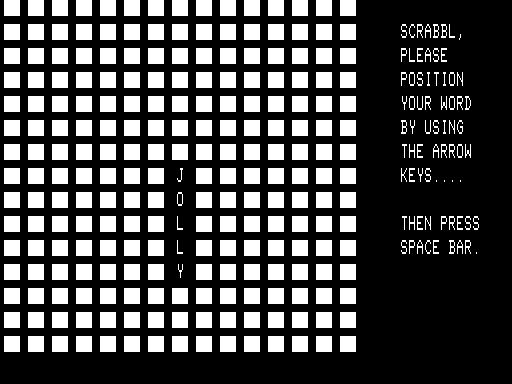 SCRABBL,
PLEASE
POSITION
YOUR WORD
BY USING
THE ARROW
KEYS....
THEN PRESS
SPACE BAR.
J
O
L
L
Y